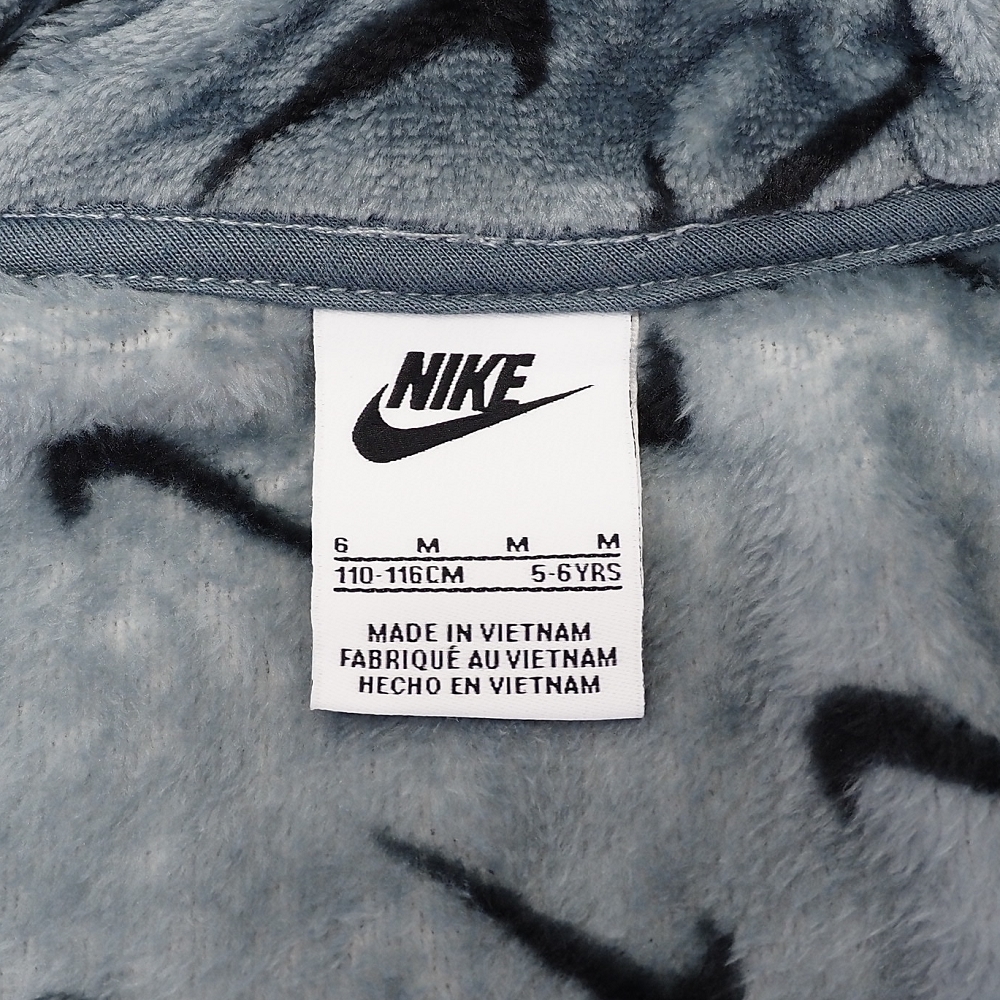 NIKE
6 M M M
110-116CM 5-6YRS
MADE IN VIETNAM
FABRIQUÉ AU VIETNAM
HECHO EN VIETNAM